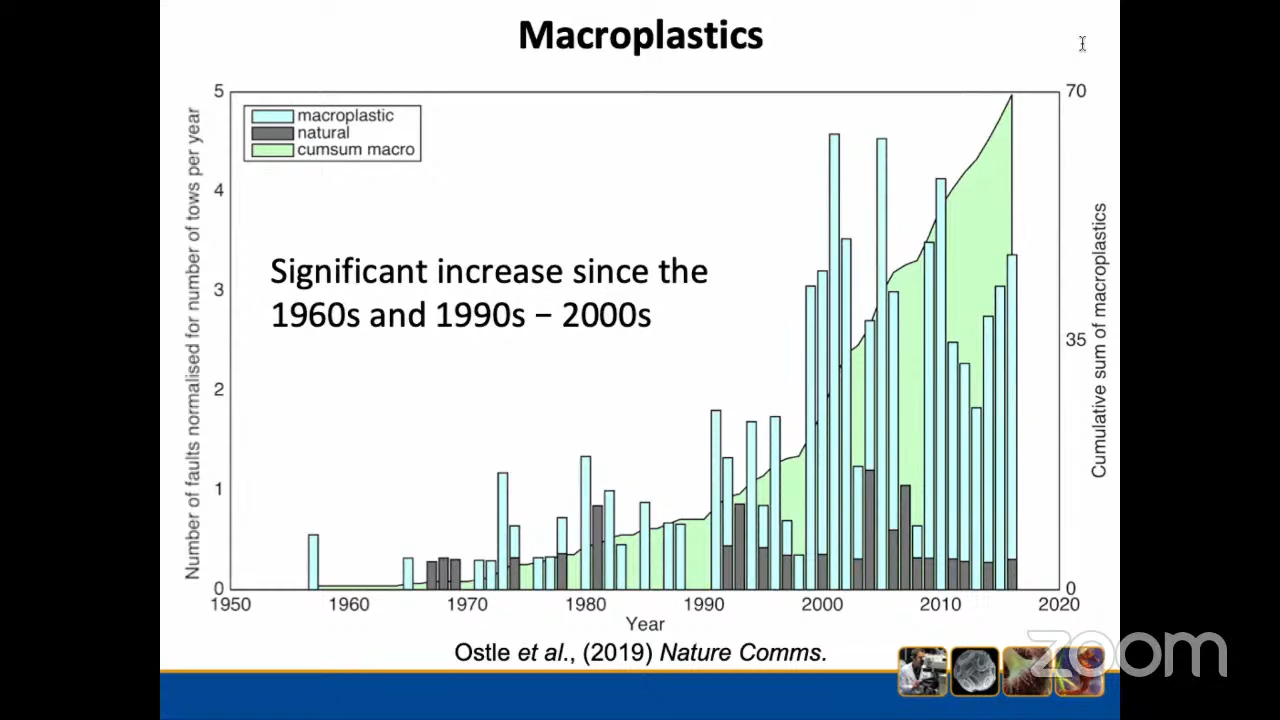 Macroplastics
5
70
macroplastic
natural
cumsum macro
4
3
35
2
1
0
0
Significant increase since the
1960s and 1990s – 2000s
1950
1960
1970
1980
1990
2000
2010
2020
Year
Number of faults normalised for number of tows per year
Cumulative sum of macroplastics
Ostle et al., (2019) Nature Comms.
zoom